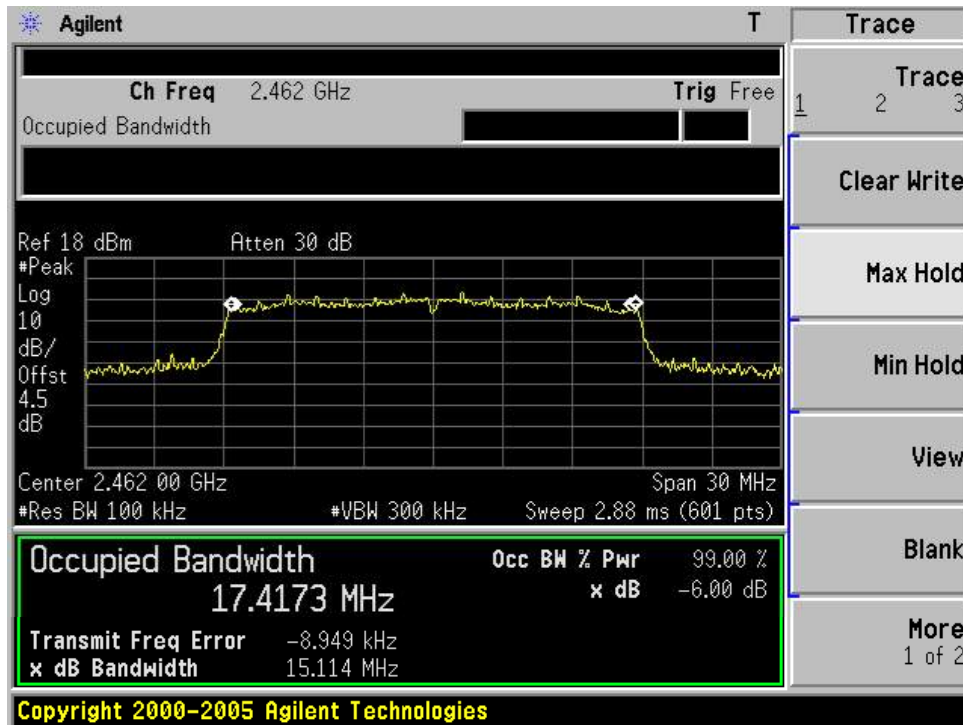 Agilent T
Trace
Ch Freq 2.462 GHz Trig Free
Occupied Bandwidth
Trace
1 2 3
Clear Write
Max Hold
Min Hold
View
Blank
More
1 of 2
Ref 18 dBm Atten 30 dB
#Peak
Log
10
dB/
Offst
4.5
dB
Center 2.462 00 GHz Span 30 MHz
#Res BW 100 kHz #VBW 300 kHz Sweep 2.88 ms (601 pts)
Occupied Bandwidth
17.4173 MHz
Occ BW % Pwr 99.00 %
x dB -6.00 dB
Transmit Freq Error -8.949 kHz
x dB Bandwidth 15.114 MHz
Copyright 2000-2005 Agilent Technologies